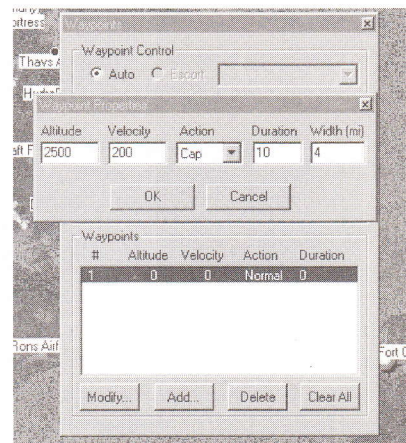 Waypoints
Waypoint Control
Auto
Escort
Thays A
Waypoint Properties
Altitude Velocity Action Duration Width (mi)
2500 200 Cap 10 4
OK Cancel
Waypoints
# Altitude Velocity Action Duration
1 0 0 Normal 0
Rons Airf
Fort
Modify... Add... Delete Clear All